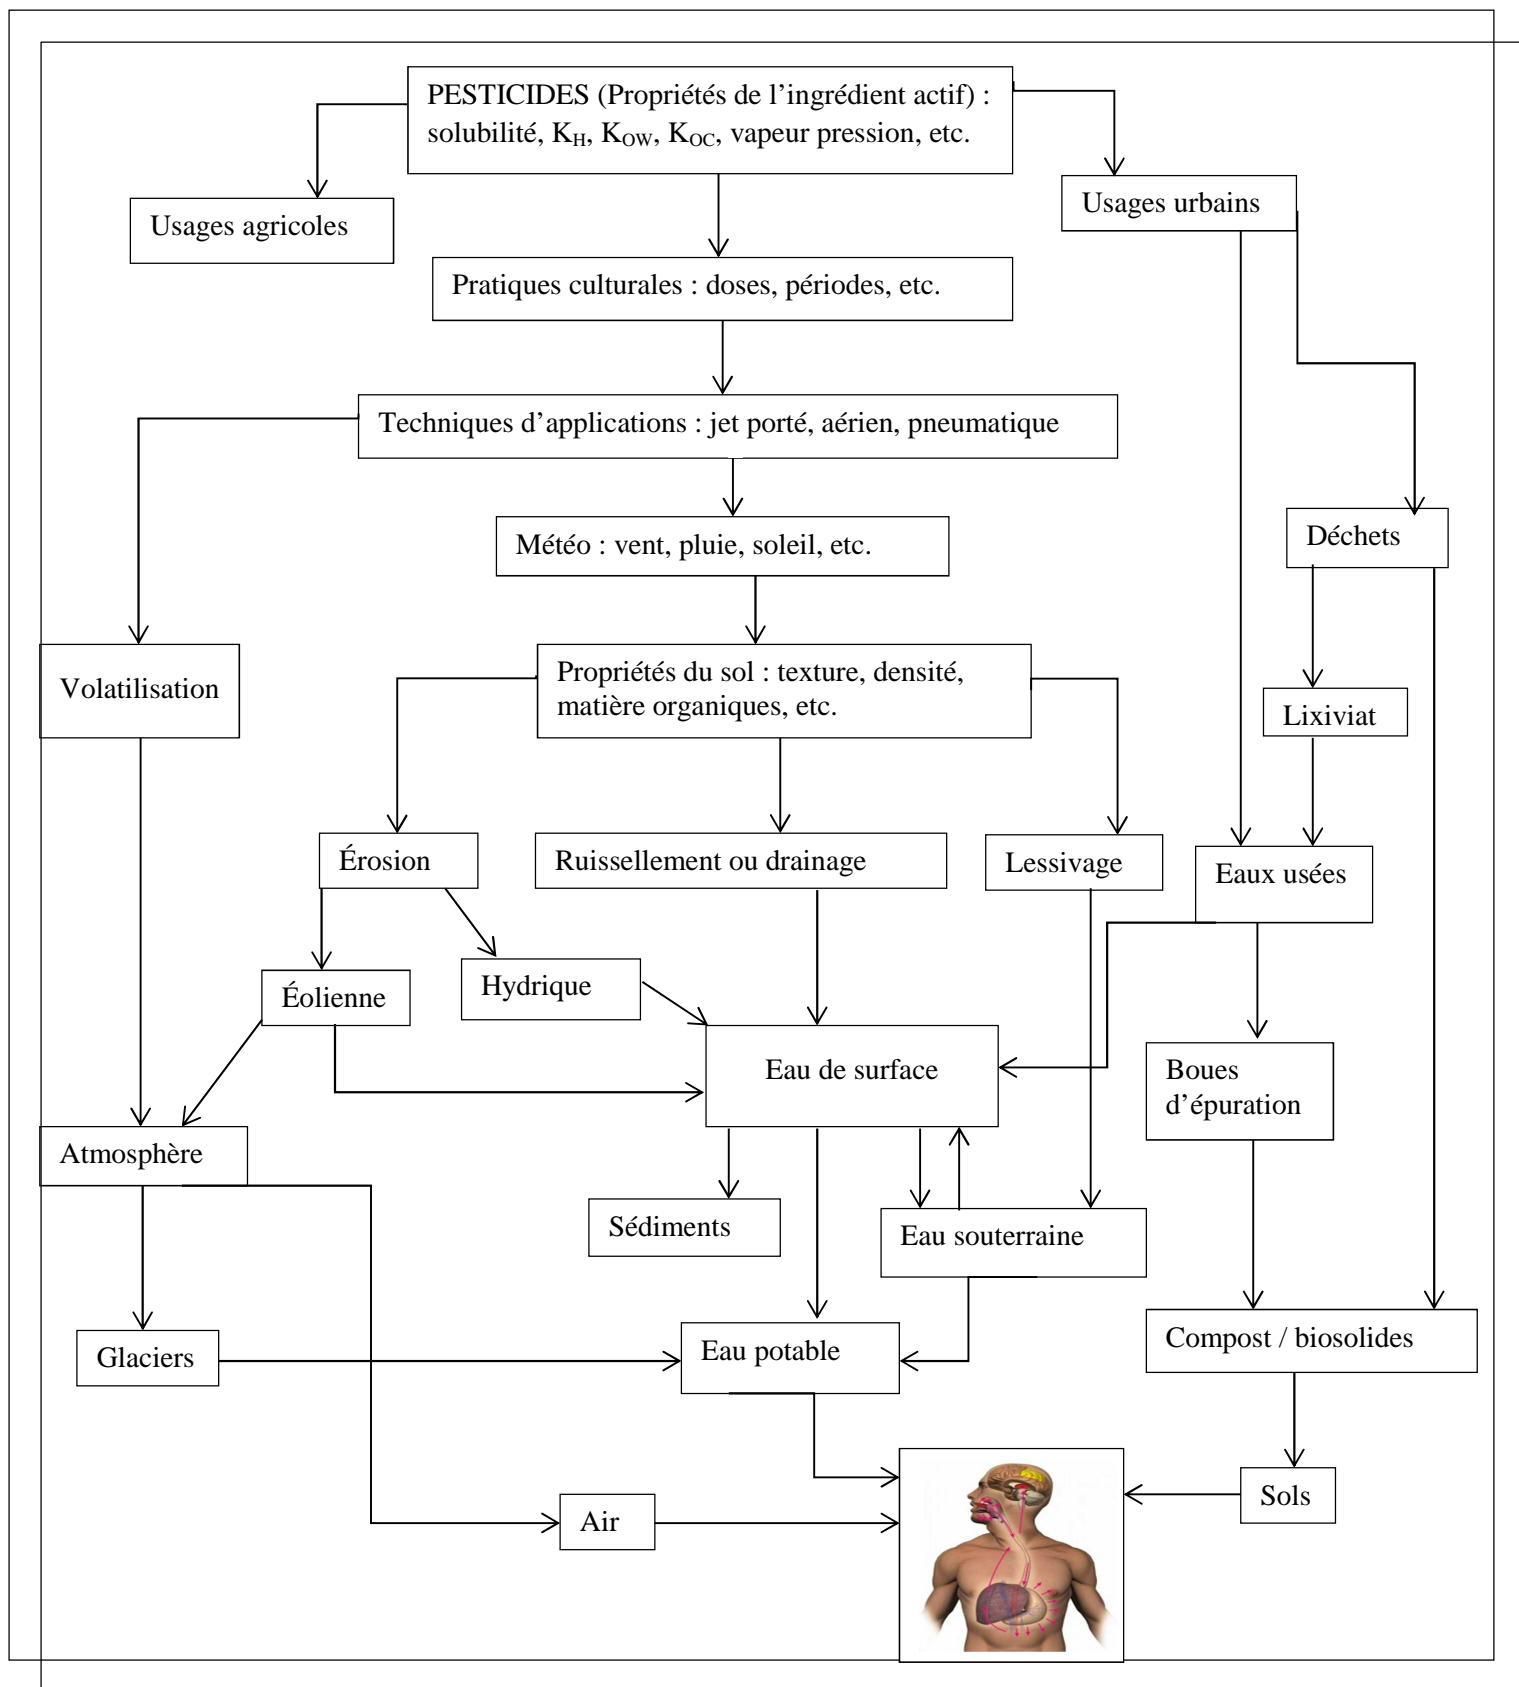 PESTICIDES (Propriétés de l’ingrédient actif) :
solubilité, K_H, K_OW, K_OC, vapeur pression, etc.
Usages agricoles
Usages urbains
Pratiques culturales : doses, périodes, etc.
Techniques d’applications : jet porté, aérien, pneumatique
Météo : vent, pluie, soleil, etc.
Déchets
Volatilisation
Propriétés du sol : texture, densité,
matière organiques, etc.
Lixiviat
Érosion
Ruissellement ou drainage
Lessivage
Eaux usées
Éolienne
Hydrique
Eau de surface
Boues
d’épuration
Atmosphère
Sédiments
Eau souterraine
Glaciers
Eau potable
Compost / biosolides
Air
Sols